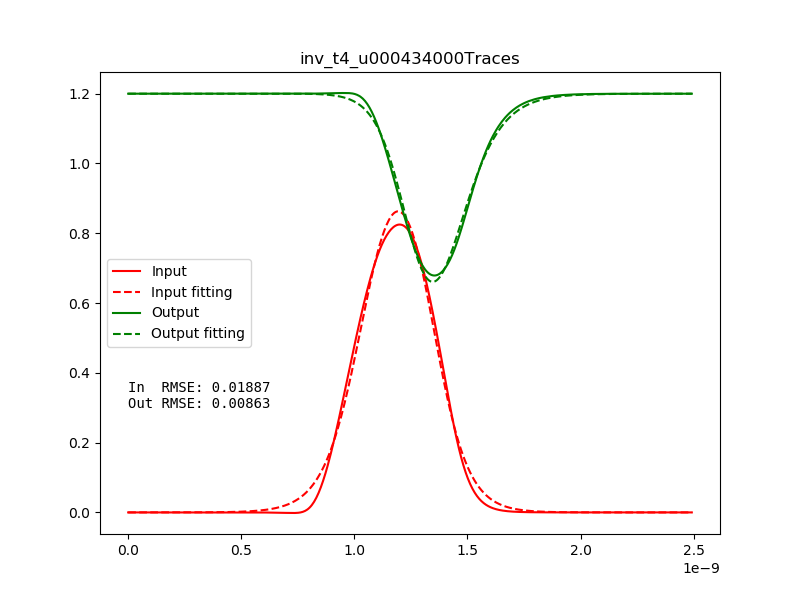 inv_t4_u000434000Traces
1.2
1.0
0.8
0.6
0.4
0.2
0.0
Input
Input fitting
Output
Output fitting
In  RMSE: 0.01887
Out RMSE: 0.00863
0.0
0.5
1.0
1.5
2.0
2.5
1e−9